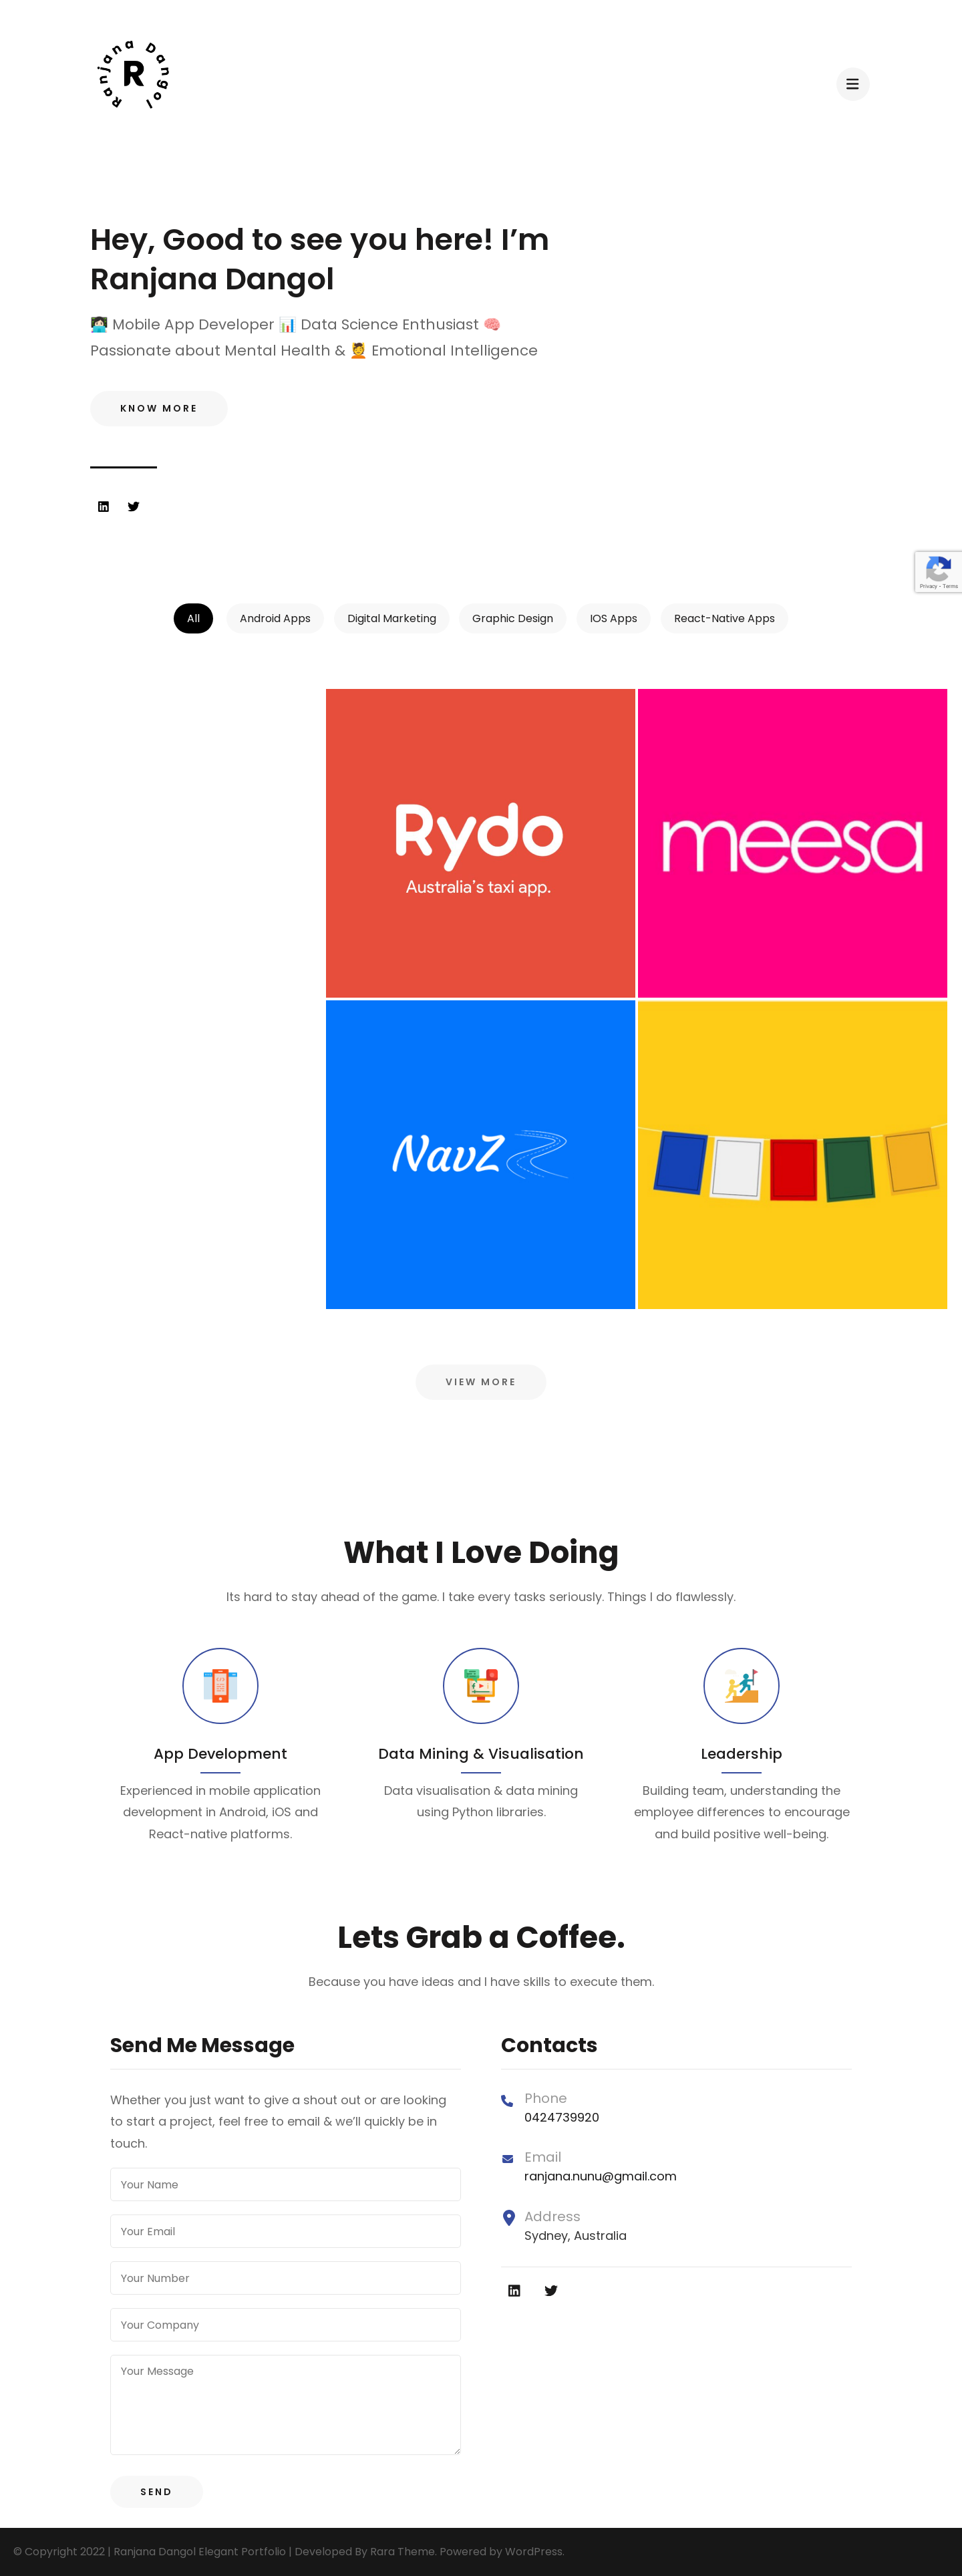 Ranjana Dangol
R
Hey, Good to see you here! I’m
Ranjana Dangol
👩🏻‍💻 Mobile App Developer 📊 Data Science Enthusiast 🧠
Passionate about Mental Health & 💆 Emotional Intelligence
KNOW MORE
Privacy - Terms
All
Android Apps
Digital Marketing
Graphic Design
IOS Apps
React-Native Apps
Rydo
Australia’s taxi app.
meesa
NavZ
VIEW MORE
What I Love Doing
Its hard to stay ahead of the game. I take every tasks seriously. Things I do flawlessly.
App Development
Experienced in mobile application
development in Android, iOS and
React-native platforms.
Data Mining & Visualisation
Data visualisation & data mining
using Python libraries.
Leadership
Building team, understanding the
employee differences to encourage
and build positive well-being.
Lets Grab a Coffee.
Because you have ideas and I have skills to execute them.
Send Me Message
Whether you just want to give a shout out or are looking
to start a project, feel free to email & we’ll quickly be in
touch.
Your Name
Your Email
Your Number
Your Company
Your Message
SEND
Contacts
Phone
0424739920
Email
ranjana.nunu@gmail.com
Address
Sydney, Australia
© Copyright 2022 | Ranjana Dangol Elegant Portfolio | Developed By Rara Theme. Powered by WordPress.